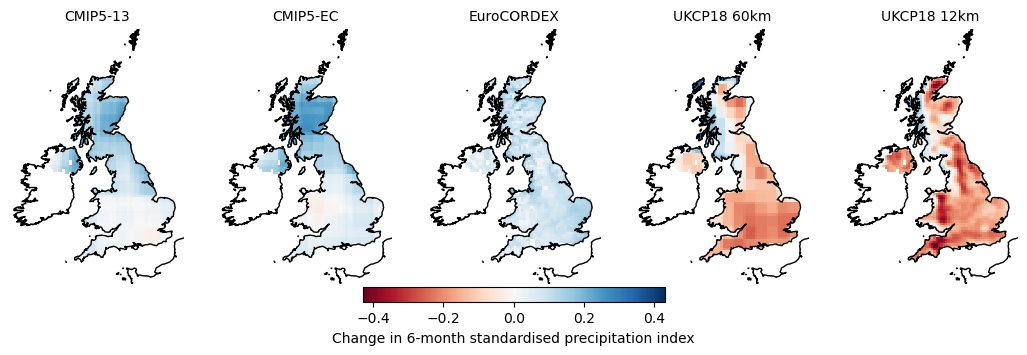 CMIP5-13 CMIP5-EC EuroCORDEX UKCP18 60km UKCP18 12km
−0.4 −0.2 0.0 0.2 0.4
Change in 6-month standardised precipitation index